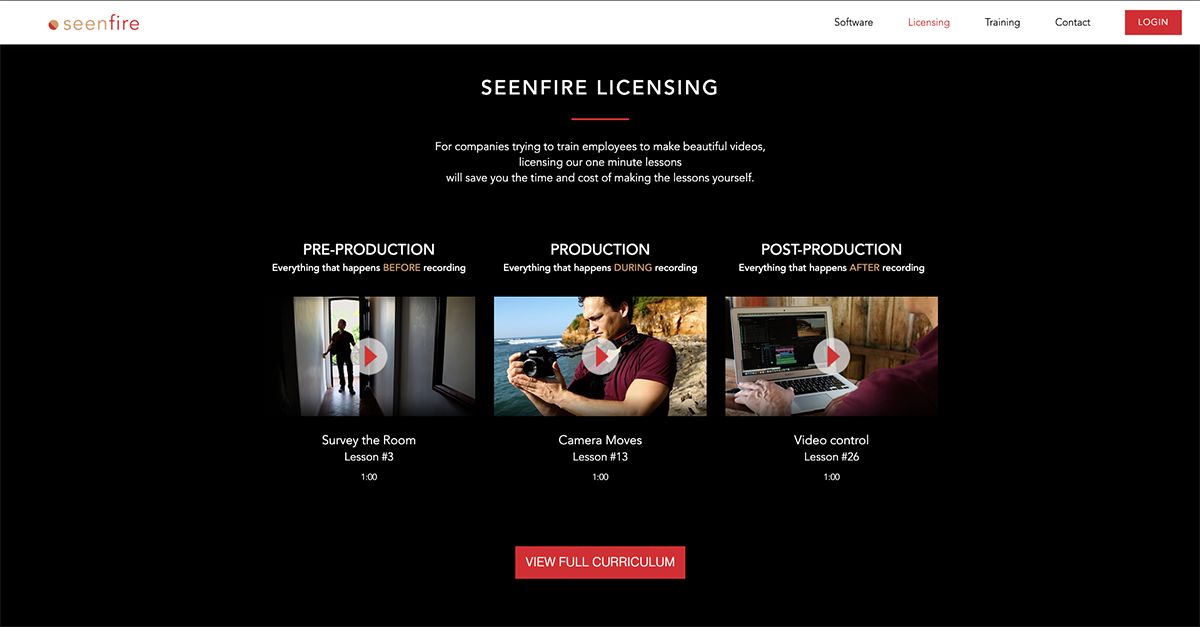 seenfire
Software Licensing Training Contact LOGIN
SEENFIRE LICENSING
For companies trying to train employees to make beautiful videos,
licensing our one minute lessons
will save you the time and cost of making the lessons yourself.
PRE-PRODUCTION
Everything that happens BEFORE recording
Survey the Room
Lesson #3
1:00
PRODUCTION
Everything that happens DURING recording
Camera Moves
Lesson #13
1:00
POST-PRODUCTION
Everything that happens AFTER recording
Video control
Lesson #26
1:00
VIEW FULL CURRICULUM